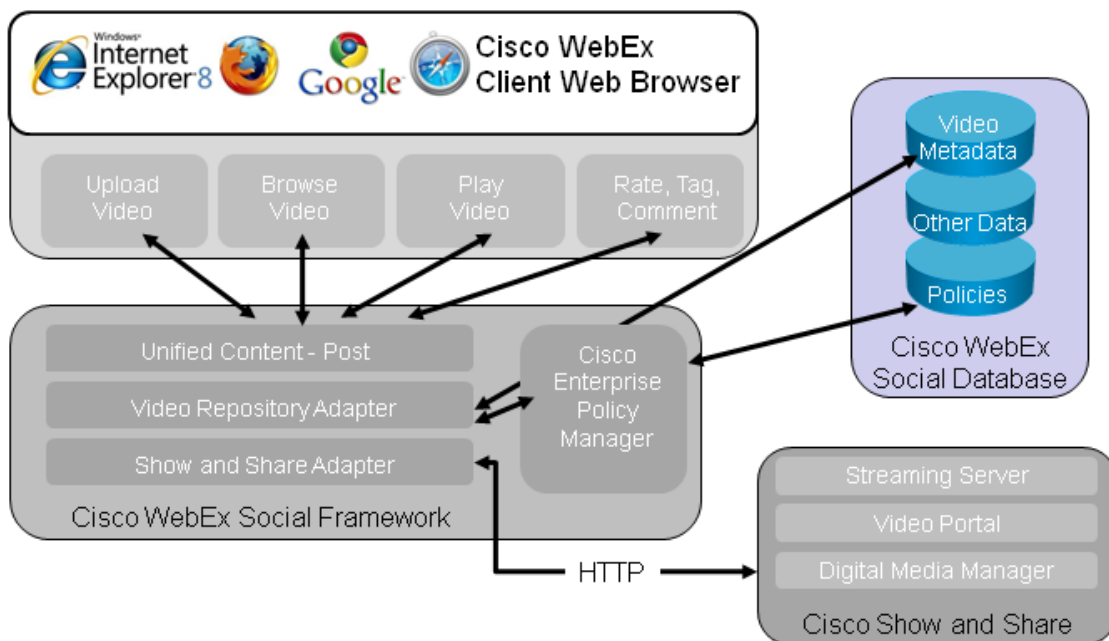 Windows®
Internet
Explorer 8
Google™
Cisco WebEx
Client Web Browser
Upload
Video
Browse
Video
Play
Video
Rate, Tag,
Comment
Video
Metadata
Other Data
Policies
Cisco WebEx
Social Database
Unified Content - Post
Video Repository Adapter
Show and Share Adapter
Cisco
Enterprise
Policy
Manager
Cisco WebEx Social Framework
HTTP
Streaming Server
Video Portal
Digital Media Manager
Cisco Show and Share